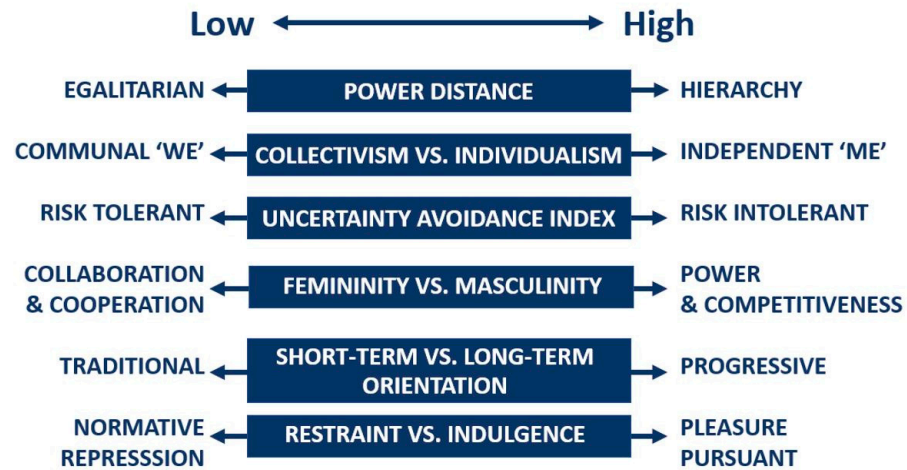 Low High
EGALITARIAN POWER DISTANCE HIERARCHY
COMMUNAL ‘WE’ COLLECTIVISM VS. INDIVIDUALISM INDEPENDENT ‘ME’
RISK TOLERANT UNCERTAINTY AVOIDANCE INDEX RISK INTOLERANT
COLLABORATION
& COOPERATION
FEMININITY VS. MASCULINITY
POWER
& COMPETITIVENESS
TRADITIONAL
SHORT-TERM VS. LONG-TERM
ORIENTATION
PROGRESSIVE
NORMATIVE
REPRESSSION
RESTRAINT VS. INDULGENCE
PLEASURE
PURSUANT